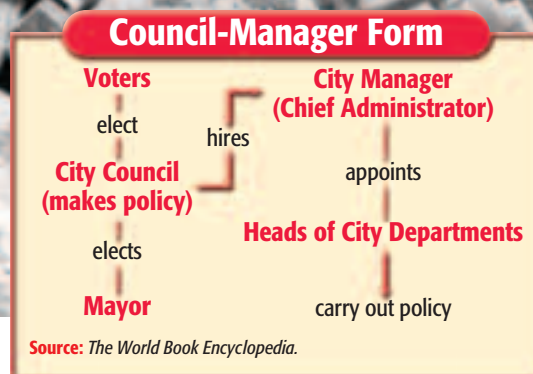 Council-Manager Form
Voters
elect
City Council
(makes policy)
elects
Mayor
hires
City Manager
(Chief Administrator)
appoints
Heads of City Departments
carry out policy
Source: The World Book Encyclopedia.